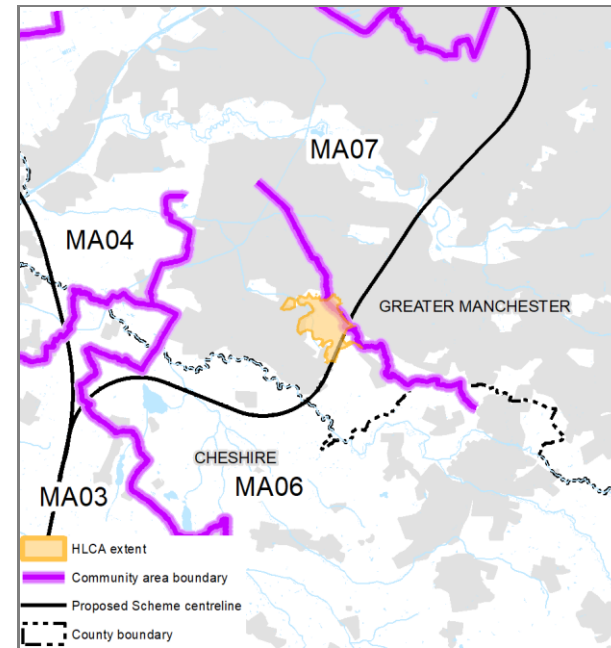 MA07
MA04
GREATER MANCHESTER
CHESHIRE
MA06
MA03
HLCA extent
Community area boundary
Proposed Scheme centreline
County boundary